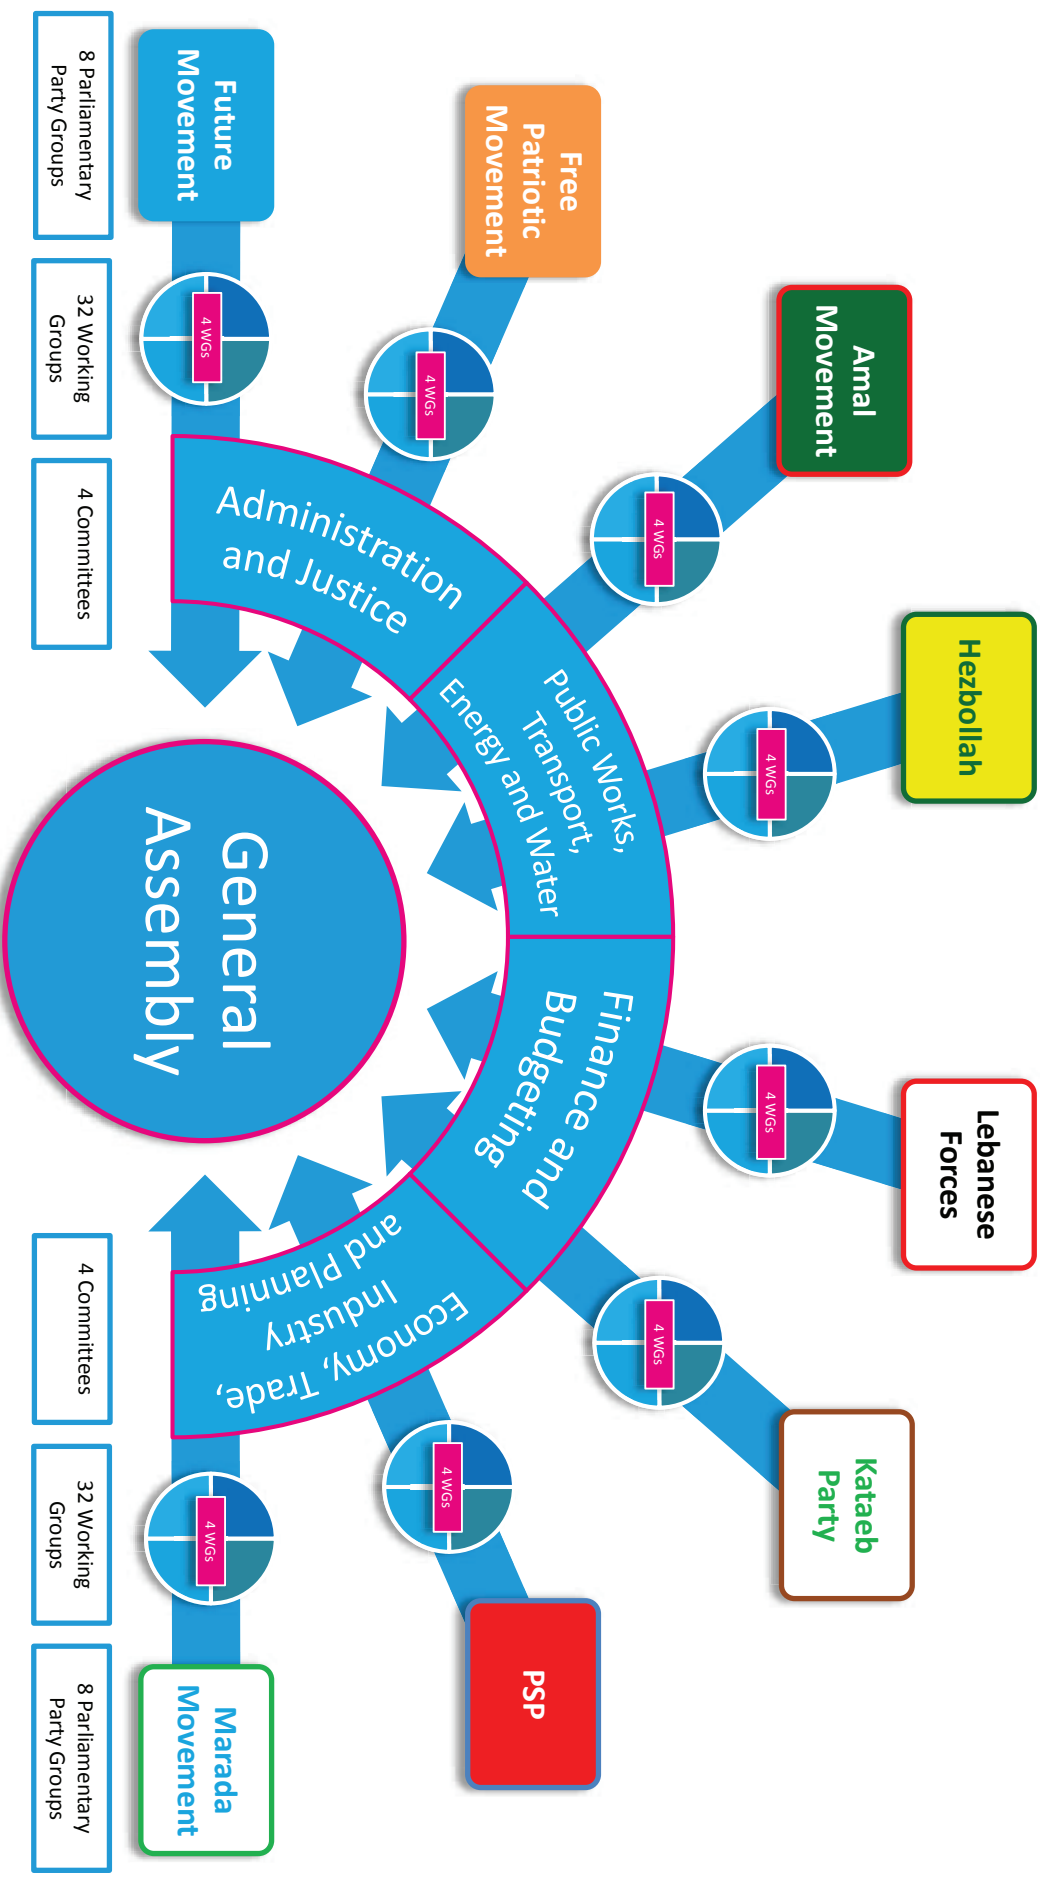 Hezbollah
Lebanese
Forces
Amal
Movement
Kataeb
Party
Free
Patriotic
Movement
PSP
Future
Movement
Marada
Movement
4 WGs
4 WGs
4 WGs
4 WGs
4 WGs
4 WGs
4 WGs
4 WGs
Administration
and Justice
Public Works,
Transport,
Energy and Water
Finance and
Budgeting
Economy, Trade,
Industry
and Planning
General
Assembly
8 Parliamentary
Party Groups
32 Working
Groups
4 Committees
4 Committees
32 Working
Groups
8 Parliamentary
Party Groups